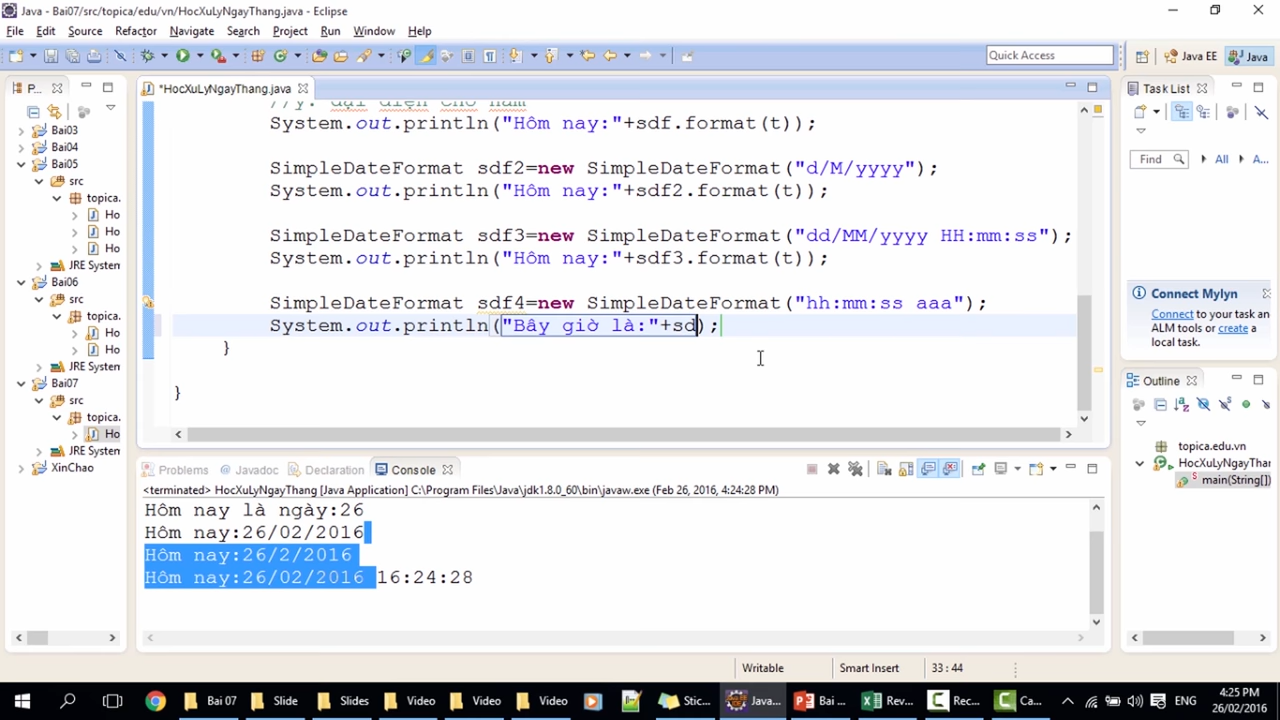 Java - Bai07/src/topica/edu/vn/HocXuLyNgayThang.java - Eclipse
File Edit Source Refactor Navigate Search Project Run Window Help
Quick Access
Java EE
Java
P...
*HocXuLyNgayThang.java
Task List
Bai03
Bai04
Bai05
src
topica.
Ho
Ho
Ho
JRE System
Bai06
src
topica.
Ho
Ho
JRE System
Bai07
src
topica.
Ho
JRE System
XinChao
//y: đại diện cho năm
System.out.println("Hôm nay:"+sdf.format(t));
SimpleDateFormat sdf2=new SimpleDateFormat("d/M/yyyy");
System.out.println("Hôm nay:"+sdf2.format(t));
SimpleDateFormat sdf3=new SimpleDateFormat("dd/MM/yyyy HH:mm:ss");
System.out.println("Hôm nay:"+sdf3.format(t));
SimpleDateFormat sdf4=new SimpleDateFormat("hh:mm:ss aaa");
System.out.println("Bây giờ là:"+sd);
}
}
Find
All
A...
Connect Mylyn
Connect to your task an
ALM tools or create a
local task.
Outline
topica.edu.vn
HocXuLyNgayThar
main(String[])
Problems
Javadoc
Declaration
Console
<terminated> HocXuLyNgayThang [Java Application] C:\Program Files\Java\jdk1.8.0_60\bin\javaw.exe (Feb 26, 2016, 4:24:28 PM)
Hôm nay là ngày:26
Hôm nay:26/02/2016
Hôm nay:26/2/2016
Hôm nay:26/02/2016 16:24:28
Writable
Smart Insert
33 : 44
Bai 07
Slide
Slides
Video
Video
Video
Stic...
Java...
Bai ...
Rev...
Rec...
Ca...
ENG
4:25 PM
26/02/2016